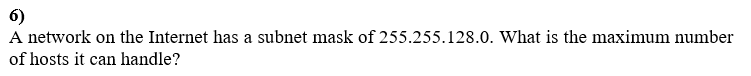 6)
A network on the Internet has a subnet mask of 255.255.128.0. What is the maximum number
of hosts it can handle?